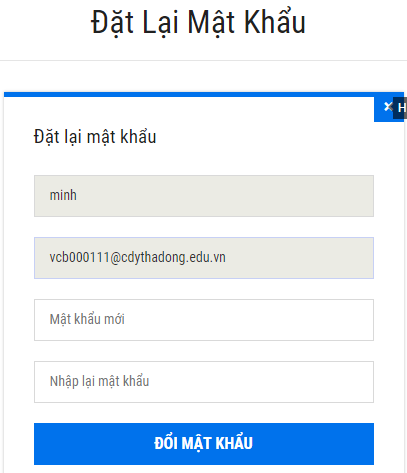 Đặt Lại Mật Khẩu
H
Đặt lại mật khẩu
minh
vcb000111@cdythadong.edu.vn
Mật khẩu mới
Nhập lại mật khẩu
ĐỔI MẬT KHẨU